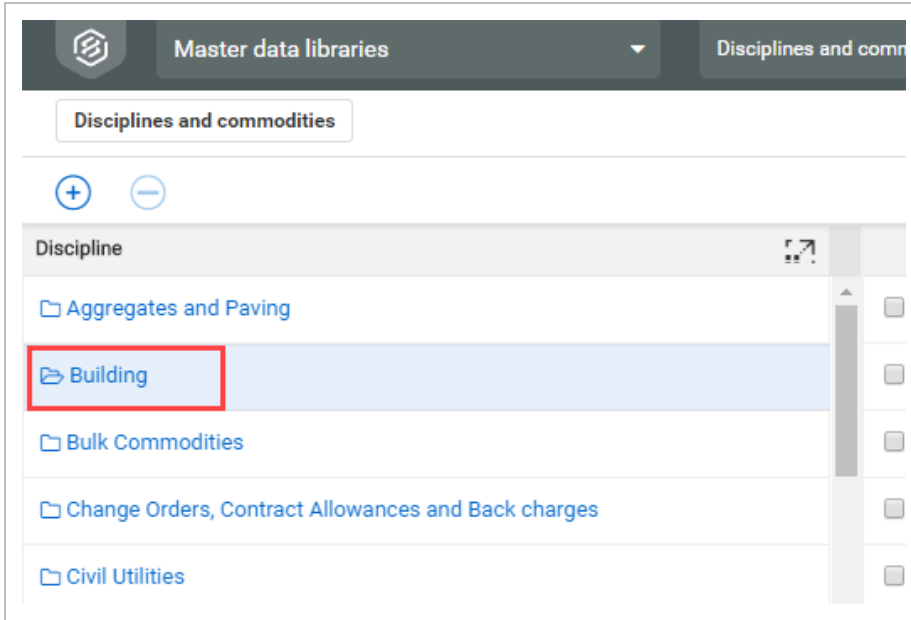 Master data libraries
Disciplines and comm
Disciplines and commodities
Discipline
Aggregates and Paving
Building
Bulk Commodities
Change Orders, Contract Allowances and Back charges
Civil Utilities